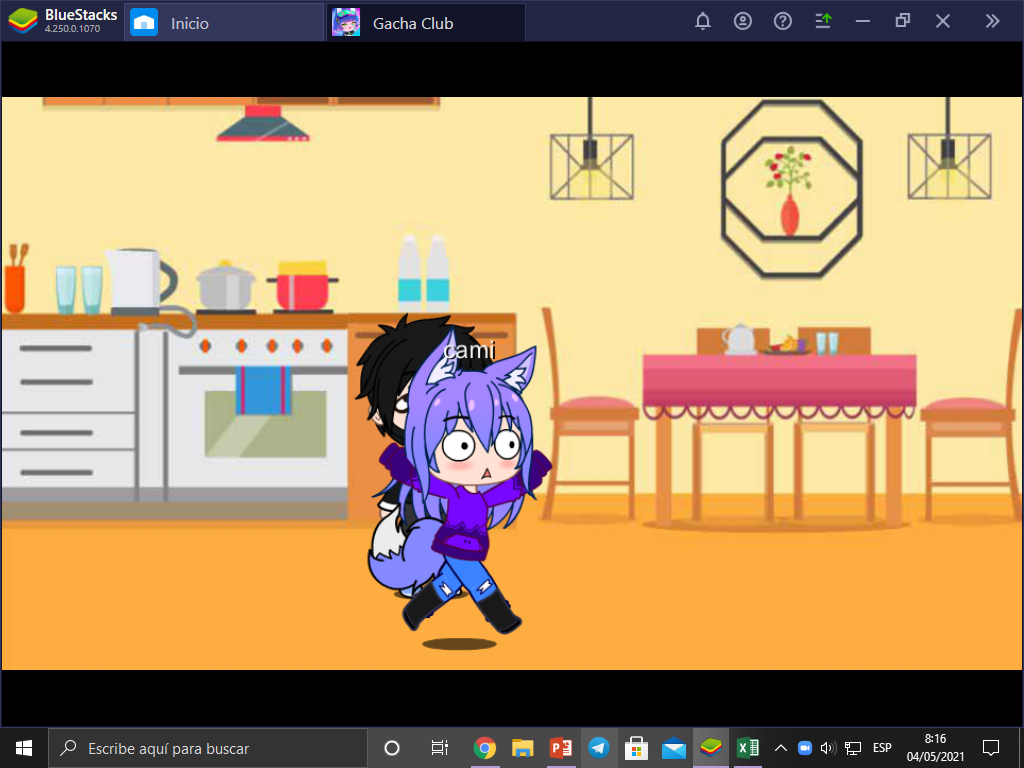 BlueStacks
4.250.0.1070
Inicio
Gacha Club
cami
Escribe aquí para buscar
ESP
8:16
04/05/2021